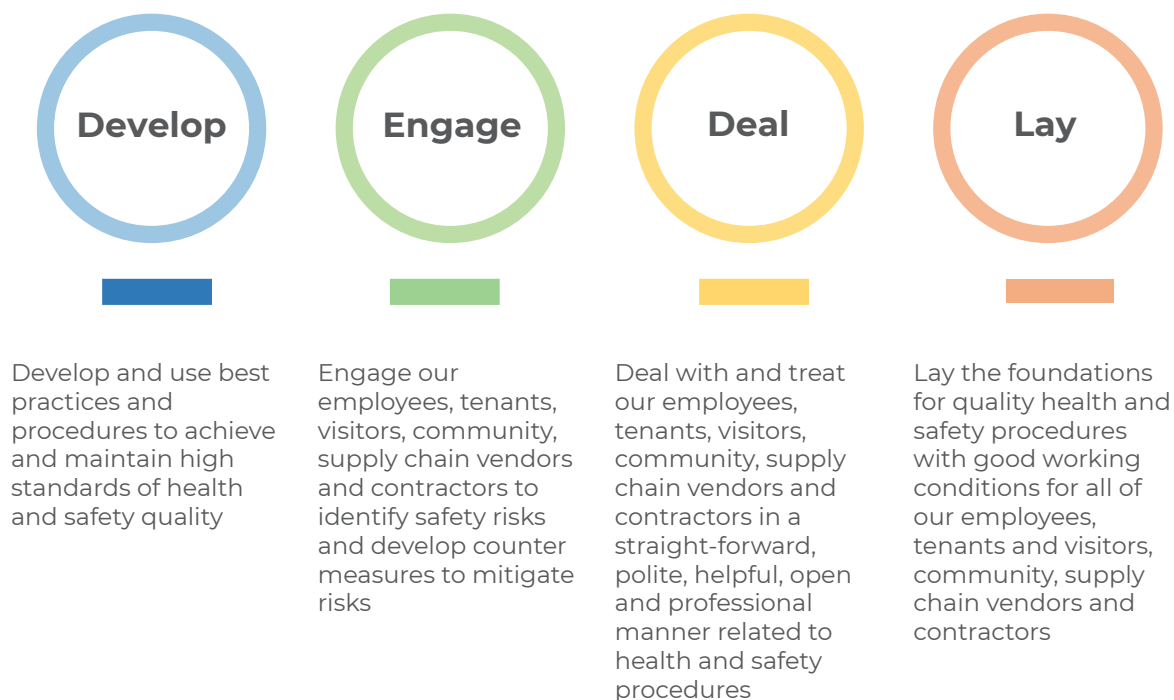 Develop
Engage
Deal
Lay
Develop and use best
practices and
procedures to achieve
and maintain high
standards of health
and safety quality
Engage our
employees, tenants,
visitors, community,
supply chain vendors
and contractors to
identify safety risks
and develop counter
measures to mitigate
risks
Deal with and treat
our employees,
tenants, visitors,
community, supply
chain vendors and
contractors in a
straight-forward,
polite, helpful, open
and professional
manner related to
health and safety
procedures
Lay the foundations
for quality health and
safety procedures
with good working
conditions for all of
our employees,
tenants and visitors,
community, supply
chain vendors and
contractors